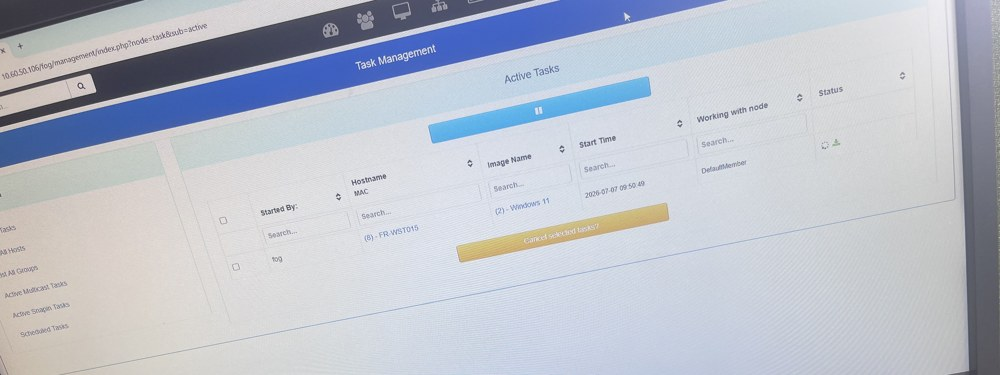 10.60.50.106/fog/management/index.php?node=task&sub=active
Task Management
Active Tasks
Started By:
Hostname
MAC
Image Name
Start Time
Working with node
Status
Search...
Search...
Search...
Search...
Search...
fog
(6) - FR-WST015
(2) - Windows 11
2026-07-07 09:50:49
DefaultMember
Cancel selected tasks?
Tasks
All Hosts
List All Groups
Active Multicast Tasks
Active Snapin Tasks
Scheduled Tasks